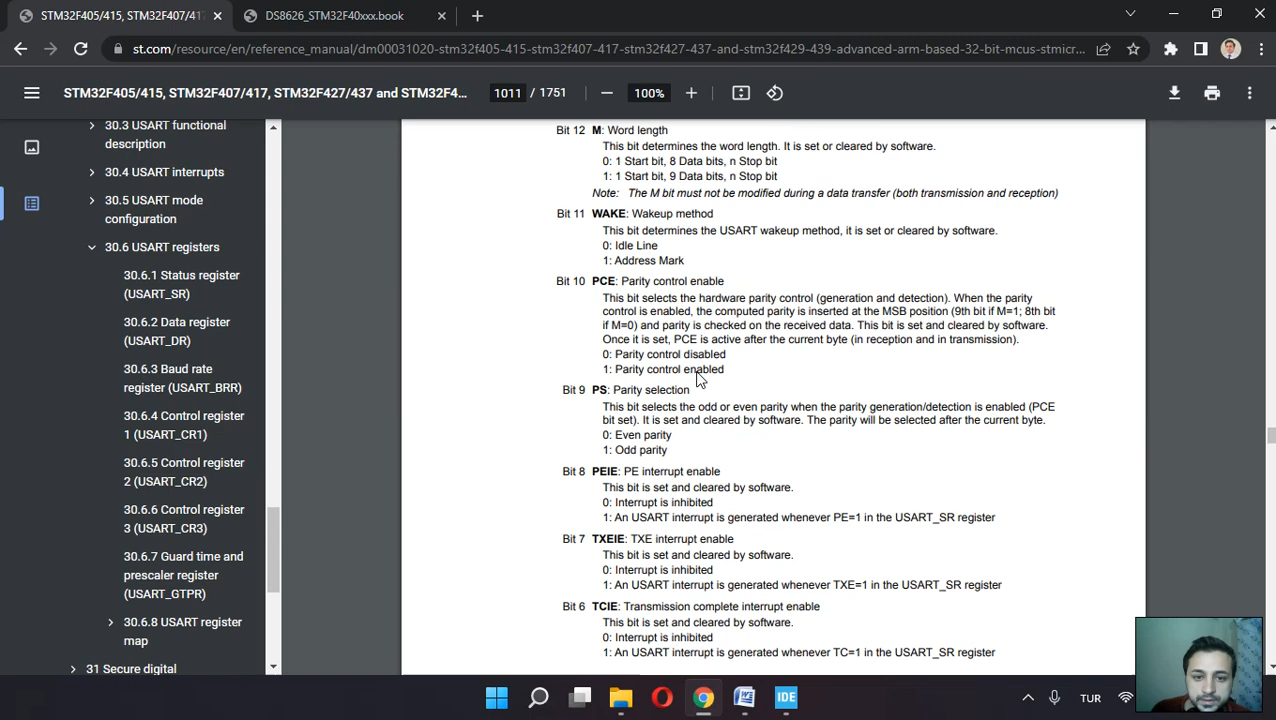 STM32F405/415, STM32F407/417
DS8626_STM32F40xxx.book
st.com/resource/en/reference_manual/dm00031020-stm32f405-415-stm32f407-417-stm32f427-437-and-stm32f429-439-advanced-arm-based-32-bit-mcus-stmicr...
STM32F405/415, STM32F407/417, STM32F427/437 and STM32F4...
1011 / 1751
100%
30.3 USART functional
description
30.4 USART interrupts
30.5 USART mode
configuration
30.6 USART registers
30.6.1 Status register
(USART_SR)
30.6.2 Data register
(USART_DR)
30.6.3 Baud rate
register (USART_BRR)
30.6.4 Control register
1 (USART_CR1)
30.6.5 Control register
2 (USART_CR2)
30.6.6 Control register
3 (USART_CR3)
30.6.7 Guard time and
prescaler register
(USART_GTPR)
30.6.8 USART register
map
31 Secure digital
Bit 12 M: Word length
This bit determines the word length. It is set or cleared by software.
0: 1 Start bit, 8 Data bits, n Stop bit
1: 1 Start bit, 9 Data bits, n Stop bit
Note: The M bit must not be modified during a data transfer (both transmission and reception)
Bit 11 WAKE: Wakeup method
This bit determines the USART wakeup method, it is set or cleared by software.
0: Idle Line
1: Address Mark
Bit 10 PCE: Parity control enable
This bit selects the hardware parity control (generation and detection). When the parity
control is enabled, the computed parity is inserted at the MSB position (9th bit if M=1; 8th bit
if M=0) and parity is checked on the received data. This bit is set and cleared by software.
Once it is set, PCE is active after the current byte (in reception and in transmission).
0: Parity control disabled
1: Parity control enabled
Bit 9 PS: Parity selection
This bit selects the odd or even parity when the parity generation/detection is enabled (PCE
bit set). It is set and cleared by software. The parity will be selected after the current byte.
0: Even parity
1: Odd parity
Bit 8 PEIE: PE interrupt enable
This bit is set and cleared by software.
0: Interrupt is inhibited
1: An USART interrupt is generated whenever PE=1 in the USART_SR register
Bit 7 TXEIE: TXE interrupt enable
This bit is set and cleared by software.
0: Interrupt is inhibited
1: An USART interrupt is generated whenever TXE=1 in the USART_SR register
Bit 6 TCIE: Transmission complete interrupt enable
This bit is set and cleared by software.
0: Interrupt is inhibited
1: An USART interrupt is generated whenever TC=1 in the USART_SR register
W
IDE
TUR